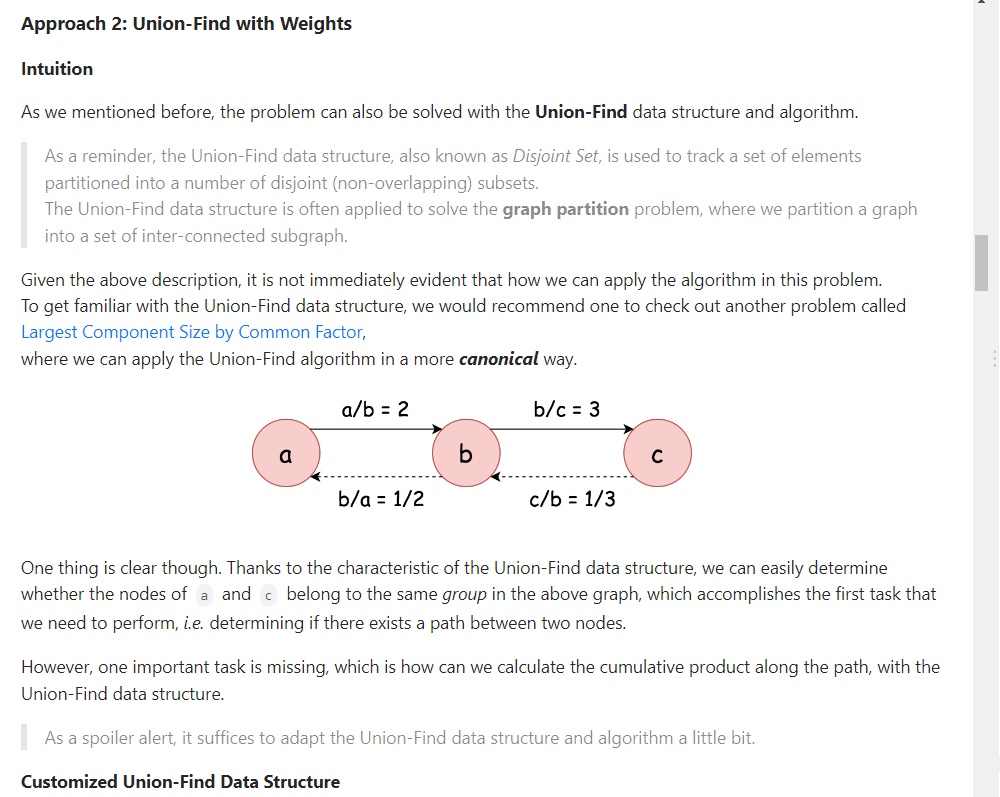 Approach 2: Union-Find with Weights
Intuition
As we mentioned before, the problem can also be solved with the Union-Find data structure and algorithm.
As a reminder, the Union-Find data structure, also known as Disjoint Set, is used to track a set of elements
partitioned into a number of disjoint (non-overlapping) subsets.
The Union-Find data structure is often applied to solve the graph partition problem, where we partition a graph
into a set of inter-connected subgraph.
Given the above description, it is not immediately evident that how we can apply the algorithm in this problem.
To get familiar with the Union-Find data structure, we would recommend one to check out another problem called
Largest Component Size by Common Factor,
where we can apply the Union-Find algorithm in a more canonical way.
a/b = 2 b/c = 3
a b c
b/a = 1/2 c/b = 1/3
One thing is clear though. Thanks to the characteristic of the Union-Find data structure, we can easily determine
whether the nodes of a and c belong to the same group in the above graph, which accomplishes the first task that
we need to perform, i.e. determining if there exists a path between two nodes.
However, one important task is missing, which is how can we calculate the cumulative product along the path, with the
Union-Find data structure.
As a spoiler alert, it suffices to adapt the Union-Find data structure and algorithm a little bit.
Customized Union-Find Data Structure